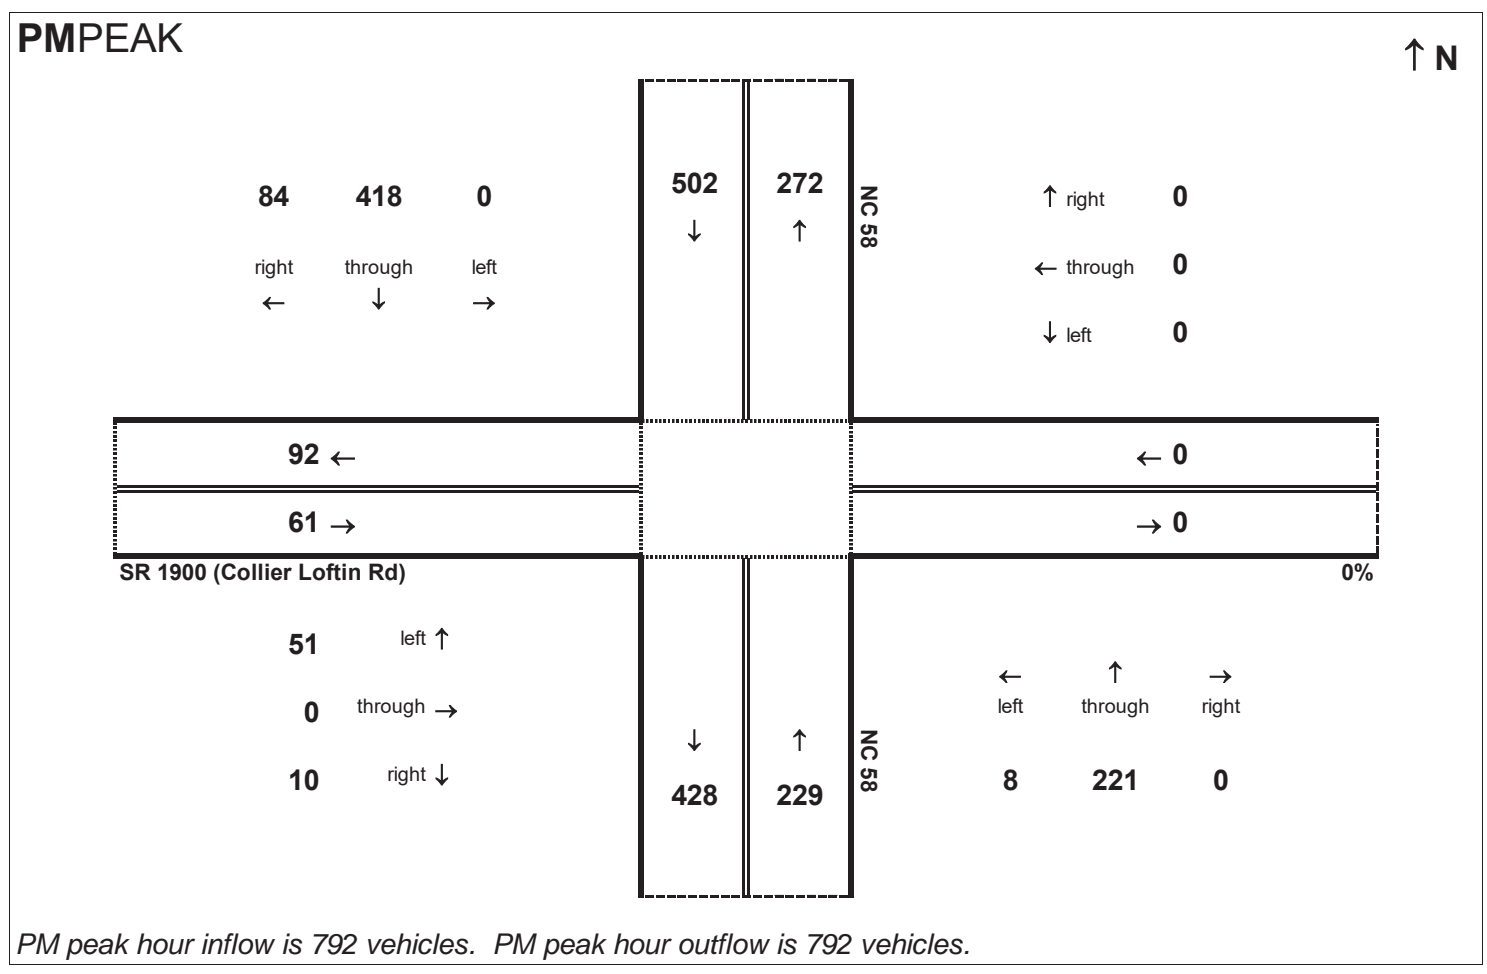 PMPEAK
↑ N
84 418 0
right through left
← ↓ →
502 272
↓ ↑
NC 58
↑ right 0
← through 0
↓ left 0
92 ←
61 →
← 0
→ 0
SR 1900 (Collier Loftin Rd)
0%
51 left ↑
0 through →
10 right ↓
↓ ↑
428 229
NC 58
← ↑ →
left through right
8 221 0
PM peak hour inflow is 792 vehicles. PM peak hour outflow is 792 vehicles.